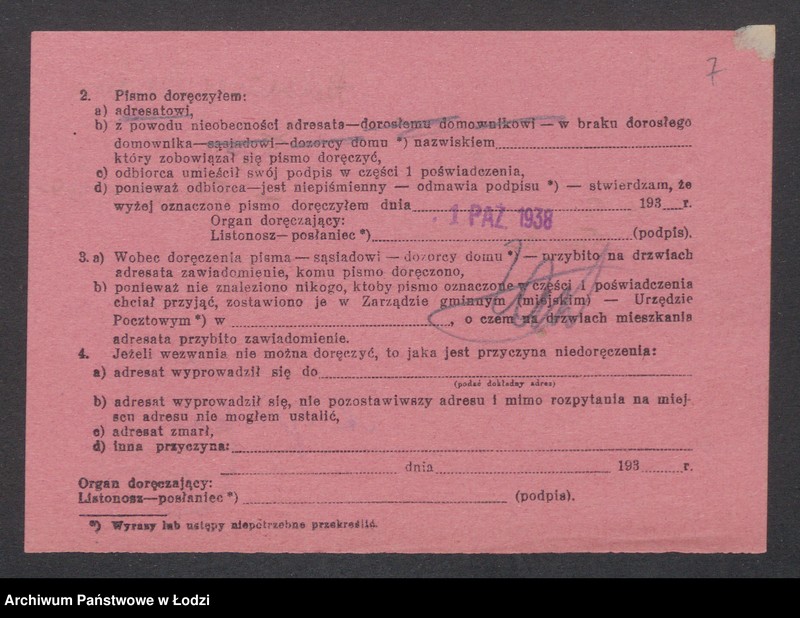 7
2. Pismo doręczyłem:
a) adresatowi,
b) z powodu nieobecności adresata—dorosłemu domownikowi — w braku dorosłego
domownika—sąsiadowi—dozorcy domu *) nazwiskiem
który zobowiązał się pismo doręczyć,
c) odbiorca umieścił swój podpis w części 1 poświadczenia,
d) ponieważ odbiorca—jest niepiśmienny — odmawia podpisu *) — stwierdzam, że
wyżej oznaczone pismo doręczyłem dnia 1 PAŹ 1938 193 r.
Organ doręczający:
Listonosz—posłaniec *) (podpis).
3. a) Wobec doręczenia pisma — sąsiadowi — dozorcy domu *) — przybito na drzwiach
adresata zawiadomienie, komu pismo doręczono,
b) ponieważ nie znaleziono nikogo, ktoby pismo oznaczone w części 1 poświadczenia
chciał przyjąć, zostawiono je w Zarządzie gminnym (miejskim) — Urzędzie
Pocztowym *) w , o czem na drzwiach mieszkania
adresata przybito zawiadomienie.
4. Jeżeli wezwania nie można doręczyć, to jaka jest przyczyna niedoręczenia:
a) adresat wyprowadził się do
(podać dokładny adres)
b) adresat wyprowadził się, nie pozostawiwszy adresu i mimo rozpytania na miej-
scu adresu nie mogłem ustalić,
c) adresat zmarł,
d) inna przyczyna:
dnia 193 r.
Organ doręczający:
Listonosz—posłaniec *) (podpis).
*) Wyrazy lub ustępy niepotrzebne przekreślić.
Archiwum Państwowe w Łodzi